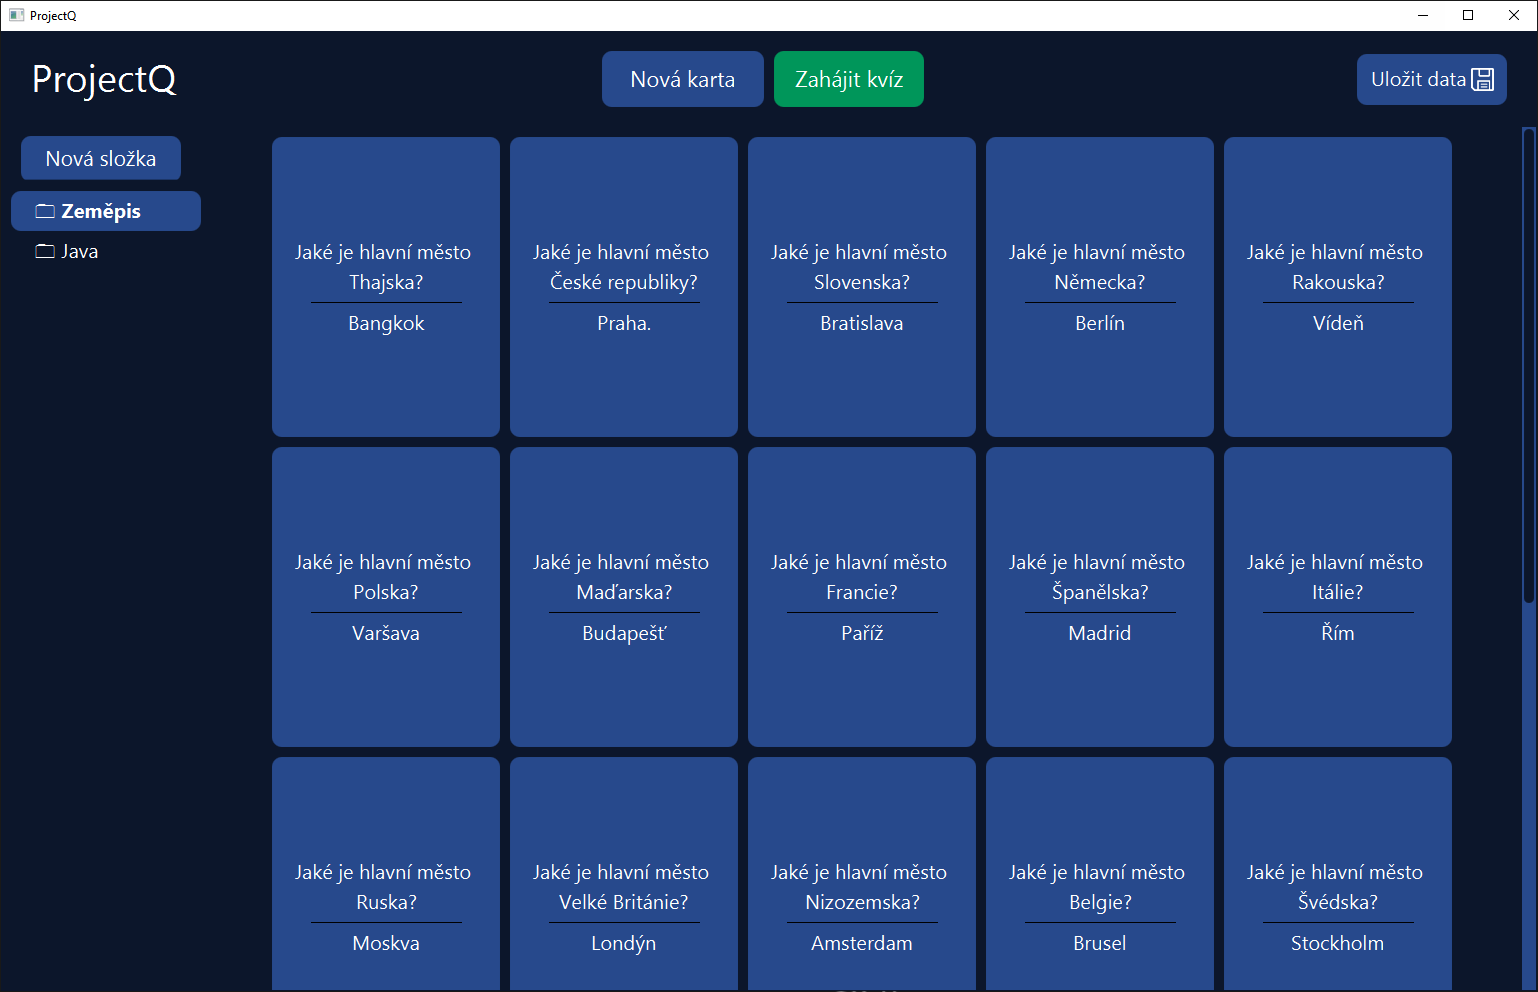 ProjectQ
ProjectQ
Nová karta
Zahájit kvíz
Uložit data
Nová složka
Zeměpis
Java
Jaké je hlavní město
Thajska?
Bangkok
Jaké je hlavní město
České republiky?
Praha.
Jaké je hlavní město
Slovenska?
Bratislava
Jaké je hlavní město
Německa?
Berlín
Jaké je hlavní město
Rakouska?
Vídeň
Jaké je hlavní město
Polska?
Varšava
Jaké je hlavní město
Maďarska?
Budapešť
Jaké je hlavní město
Francie?
Paříž
Jaké je hlavní město
Španělska?
Madrid
Jaké je hlavní město
Itálie?
Řím
Jaké je hlavní město
Ruska?
Moskva
Jaké je hlavní město
Velké Británie?
Londýn
Jaké je hlavní město
Nizozemska?
Amsterdam
Jaké je hlavní město
Belgie?
Brusel
Jaké je hlavní město
Švédska?
Stockholm